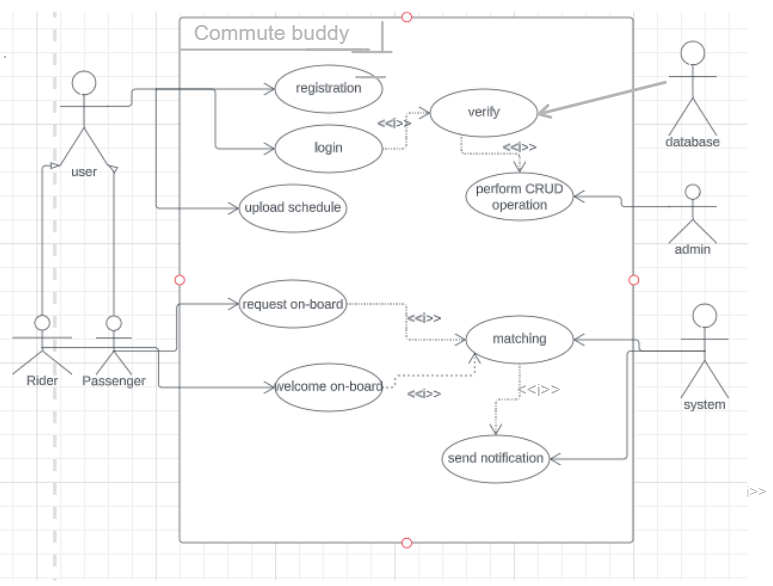 Commute buddy
registration
verify
<<i>>
login
database
<<i>>
user
perform CRUD
operation
upload schedule
admin
request on-board
<<i>>
matching
Rider
Passenger
welcome on-board
<<i>>
<<i>>
system
send notification
i>>